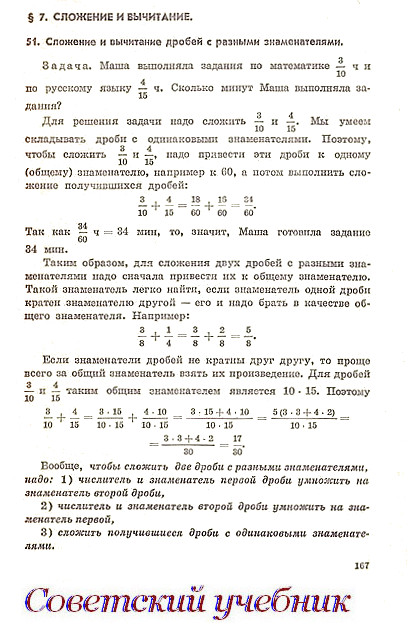 § 7. СЛОЖЕНИЕ И ВЫЧИТАНИЕ.
51. Сложение и вычитание дробей с разными знаменателями.
Задача. Маша выполняла задания по математике 3/10 ч и
по русскому языку 4/15 ч. Сколько минут Маша выполняла за-
дания?
Для решения задачи надо сложить 3/10 и 4/15. Мы умеем
складывать дроби с одинаковыми знаменателями. Поэтому,
чтобы сложить 3/10 и 4/15, надо привести эти дроби к одному
(общему) знаменателю, например к 60, а потом выполнить сло-
жение получившихся дробей:
3/10 + 4/15 = 18/60 + 16/60 = 34/60.
Так как 34/60 ч = 34 мин, то, значит, Маша готовила задание
34 мин.
Таким образом, для сложения двух дробей с разными зна-
менателями надо сначала привести их к общему знаменателю.
Такой знаменатель легко найти, если знаменатель одной дроби
кратен знаменателю другой — его и надо брать в качестве об-
щего знаменателя. Например:
3/8 + 1/4 = 3/8 + 2/8 = 5/8.
Если знаменатели дробей не кратны друг другу, то проще
всего за общий знаменатель взять их произведение. Для дробей
3/10 и 4/15 таким общим знаменателем является 10 · 15. Поэтому
3/10 + 4/15 = 3 · 15/10 · 15 + 4 · 10/10 · 15 = 3 · 15 + 4 · 10/10 · 15 = 5 (3 · 3 + 4 · 2)/10 · 15 =
= 3 · 3 + 4 · 2/30 = 17/30.
Вообще, чтобы сложить две дроби с разными знаменателями,
надо: 1) числитель и знаменатель первой дроби умножить на
знаменатель второй дроби,
2) числитель и знаменатель второй дроби умножить на зна-
менатель первой,
3) сложить получившиеся дроби с одинаковыми знаменате-
лями.
167
Советский учебник